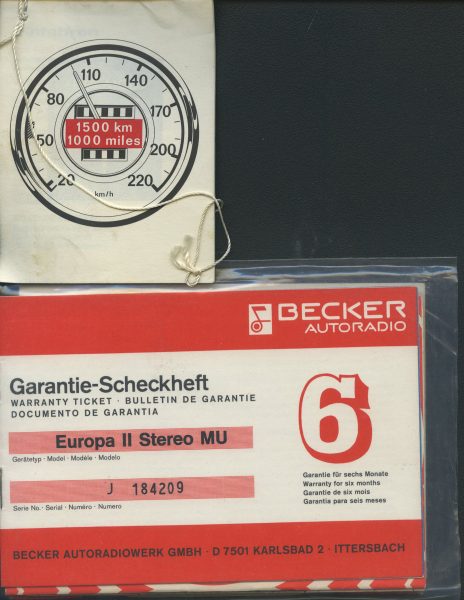 110
80
140
50
170
20
200
220
1500 km
1000 miles
km/h
BECKER
AUTORADIO
Garantie-Scheckheft
WARRANTY TICKET · BULLETIN DE GARANTIE
DOCUMENTO DE GARANTIA
Europa II Stereo MU
Gerätetyp · Model · Modèle · Modelo
J 184209
Serie No. · Serial · Numéro · Numero
6
Garantie für sechs Monate
Warranty for six months
Garantie de six mois
Garantia para seis meses
BECKER AUTORADIOWERK GMBH · D 7501 KARLSBAD 2 · ITTERSBACH